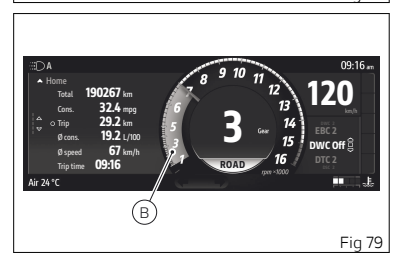 A
09:16 am
Home
Total 190267 km
Cons. 32.4 mpg
Trip 29.2 km
Ø cons. 19.2 L/100
Ø speed 67 km/h
Trip time 09:16
Air 24 °C
1
3
5
6
7
8
9
10
11
12
13
14
15
16
rpm ×1000
3 Gear
ROAD
120
km/h
EBC 2
DWC Off
DTC 2
B
Fig 79